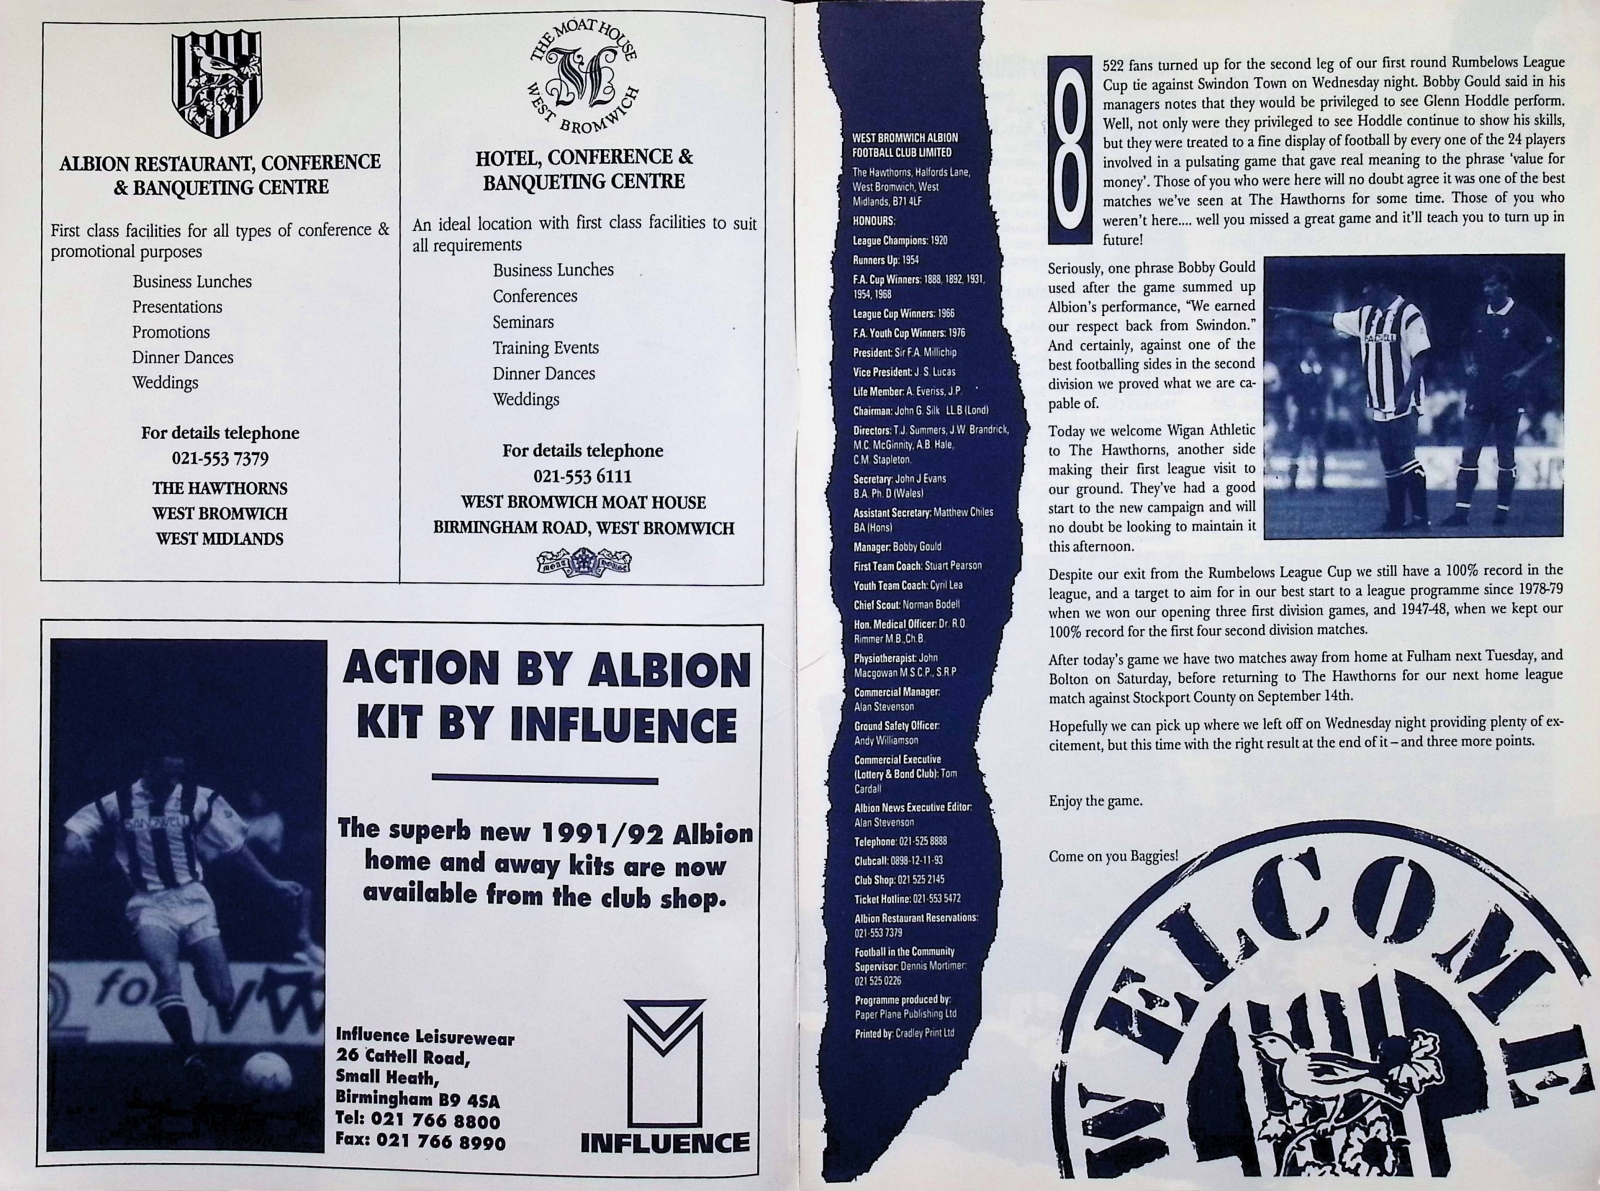 ALBION RESTAURANT, CONFERENCE
& BANQUETING CENTRE
First class facilities for all types of conference &
promotional purposes
Business Lunches
Presentations
Promotions
Dinner Dances
Weddings
For details telephone
021-553 7379
THE HAWTHORNS
WEST BROMWICH
WEST MIDLANDS
THE MOAT HOUSE
M
WEST BROMWICH
HOTEL, CONFERENCE &
BANQUETING CENTRE
An ideal location with first class facilities to suit
all requirements
Business Lunches
Conferences
Seminars
Training Events
Dinner Dances
Weddings
For details telephone
021-553 6111
WEST BROMWICH MOAT HOUSE
BIRMINGHAM ROAD, WEST BROMWICH
MOAT HOUSE
ACTION BY ALBION
KIT BY INFLUENCE
The superb new 1991/92 Albion
home and away kits are now
available from the club shop.
SANDWELL
for
Influence Leisurewear
26 Cattell Road,
Small Heath,
Birmingham B9 4SA
Tel: 021 766 8800
Fax: 021 766 8990
INFLUENCE
WEST BROMWICH ALBION
FOOTBALL CLUB LIMITED
The Hawthorns, Halfords Lane,
West Bromwich, West
Midlands, B71 4LF
HONOURS:
League Champions: 1920
Runners Up: 1954
F.A. Cup Winners: 1888, 1892, 1931,
1954, 1968
League Cup Winners: 1966
F.A. Youth Cup Winners: 1976
President: Sir F.A. Millichip
Vice President: J. S. Lucas
Life Member: A. Everiss, J.P.
Chairman: John G. Silk LL.B (Lond)
Directors: T.J. Summers, J.W. Brandrick,
M.C. McGinnity, A.B. Hale,
C.M. Stapleton.
Secretary: John J Evans
B.A. Ph. D (Wales)
Assistant Secretary: Matthew Chiles
BA (Hons)
Manager: Bobby Gould
First Team Coach: Stuart Pearson
Youth Team Coach: Cyril Lea
Chief Scout: Norman Bodell
Hon. Medical Officer: Dr. R.O.
Rimmer M.B.,Ch.B.
Physiotherapist: John
Macgowan M.S.C.P., S.R.P
Commercial Manager:
Alan Stevenson
Ground Safety Officer:
Andy Williamson
Commercial Executive
(Lottery & Bond Club): Tom
Cardall
Albion News Executive Editor:
Alan Stevenson
Telephone: 021-525 8888
Clubcall: 0898-12-11-93
Club Shop: 021 525 2145
Ticket Hotline: 021-553 5472
Albion Restaurant Reservations:
021-553 7379
Football in the Community
Supervisor: Dennis Mortimer:
021 525 0226
Programme produced by:
Paper Plane Publishing Ltd
Printed by: Cradley Print Ltd
8
522 fans turned up for the second leg of our first round Rumbelows League
Cup tie against Swindon Town on Wednesday night. Bobby Gould said in his
managers notes that they would be privileged to see Glenn Hoddle perform.
Well, not only were they privileged to see Hoddle continue to show his skills,
but they were treated to a fine display of football by every one of the 24 players
involved in a pulsating game that gave real meaning to the phrase 'value for
money'. Those of you who were here will no doubt agree it was one of the best
matches we've seen at The Hawthorns for some time. Those of you who
weren't here.... well you missed a great game and it'll teach you to turn up in
future!
Seriously, one phrase Bobby Gould
used after the game summed up
Albion's performance, "We earned
our respect back from Swindon."
And certainly, against one of the
best footballing sides in the second
division we proved what we are ca-
pable of.
Today we welcome Wigan Athletic
to The Hawthorns, another side
making their first league visit to
our ground. They've had a good
start to the new campaign and will
no doubt be looking to maintain it
this afternoon.
SANDWELL
Despite our exit from the Rumbelows League Cup we still have a 100% record in the
league, and a target to aim for in our best start to a league programme since 1978-79
when we won our opening three first division games, and 1947-48, when we kept our
100% record for the first four second division matches.
After today's game we have two matches away from home at Fulham next Tuesday, and
Bolton on Saturday, before returning to The Hawthorns for our next home league
match against Stockport County on September 14th.
Hopefully we can pick up where we left off on Wednesday night providing plenty of ex-
citement, but this time with the right result at the end of it – and three more points.
Enjoy the game.
Come on you Baggies!
WELCOME